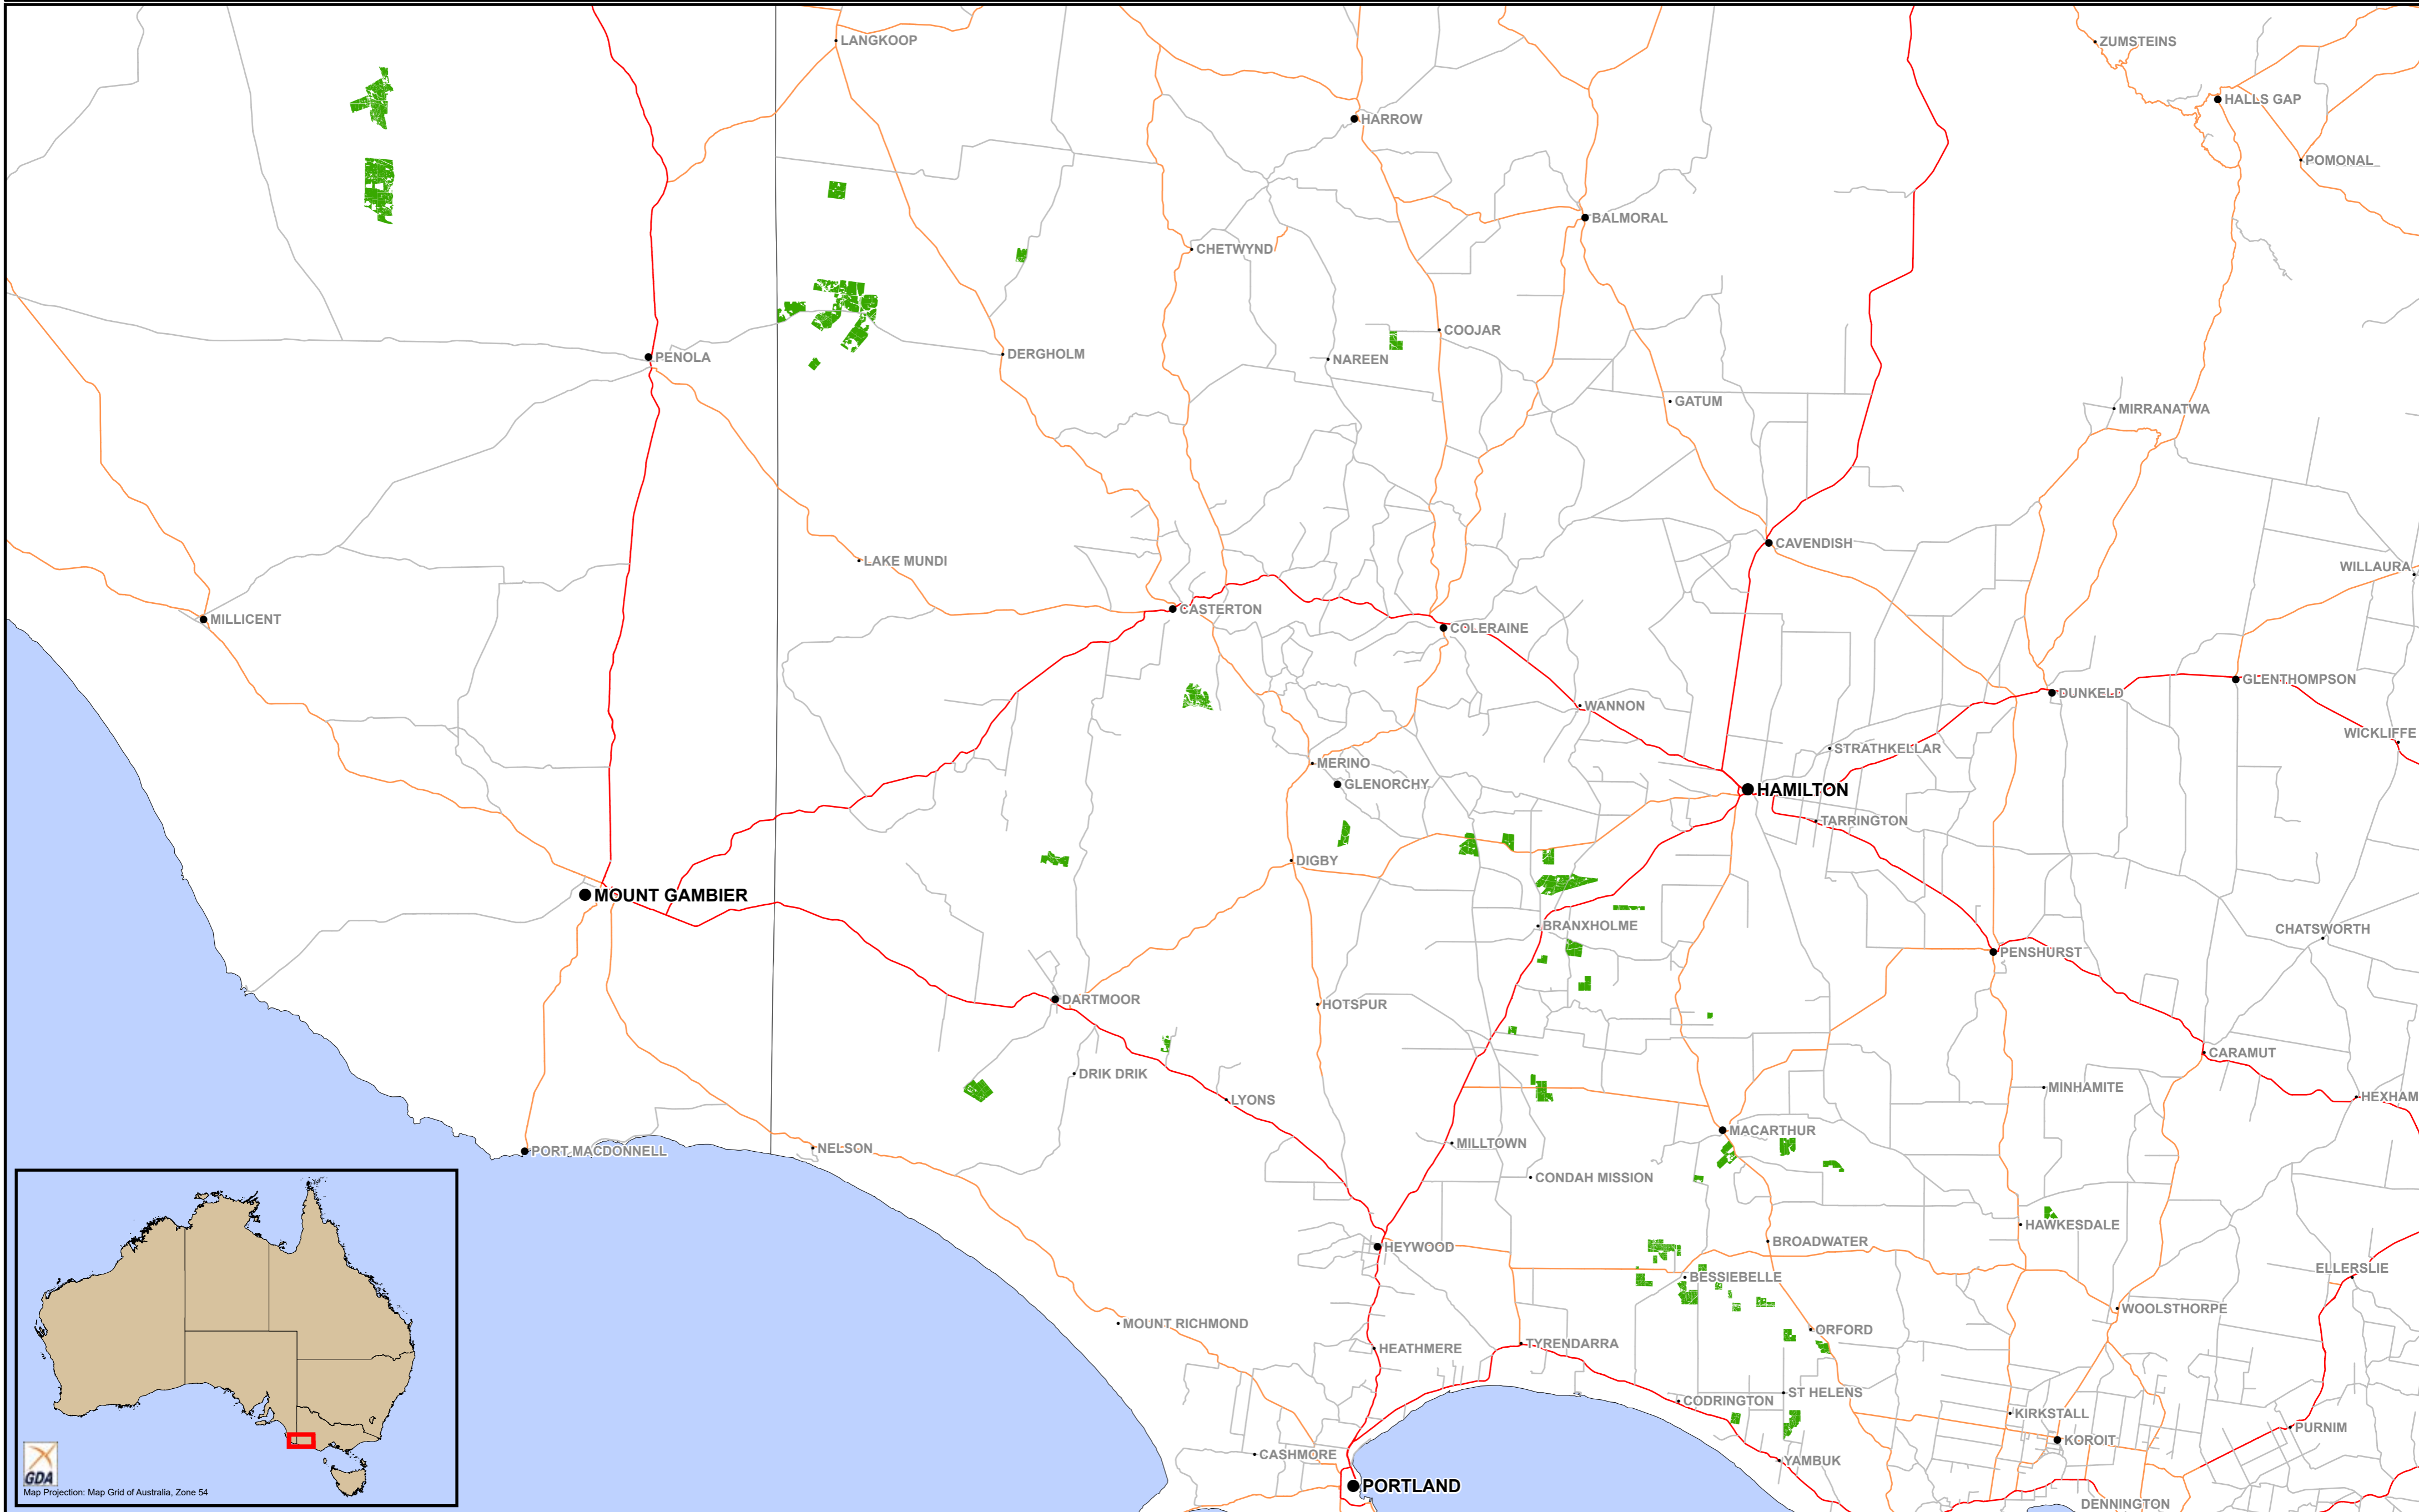 LANGKOOP
ZUMSTEINS
HALLS GAP
HARROW
POMONAL
BALMORAL
CHETWYND
COOJAR
PENOLA
DERGHOLM
NAREEN
GATUM
MIRRANATWA
CAVENDISH
LAKE MUNDI
WILLAURA
CASTERTON
MILLICENT
COLERAINE
GLENTHOMPSON
DUNKELD
WANNON
WICKLIFFE
STRATHKELLAR
MERINO
GLENORCHY
HAMILTON
TARRINGTON
DIGBY
MOUNT GAMBIER
BRANXHOLME
CHATSWORTH
PENSHURST
DARTMOOR
HOTSPUR
CARAMUT
DRIK DRIK
MINHAMITE
LYONS
HEXHAM
MACARTHUR
MILLTOWN
NELSON
PORT MACDONNELL
CONDAH MISSION
HAWKESDALE
BROADWATER
HEYWOOD
ELLERSLIE
BESSIEBELLE
WOOLSTHORPE
MOUNT RICHMOND
ORFORD
TYRENDARRA
HEATHMERE
ST HELENS
CODRINGTON
KIRKSTALL
PURNIM
KOROIT
CASHMORE
YAMBUK
GDA
PORTLAND
Map Projection: Map Grid of Australia, Zone 54
DENNINGTON